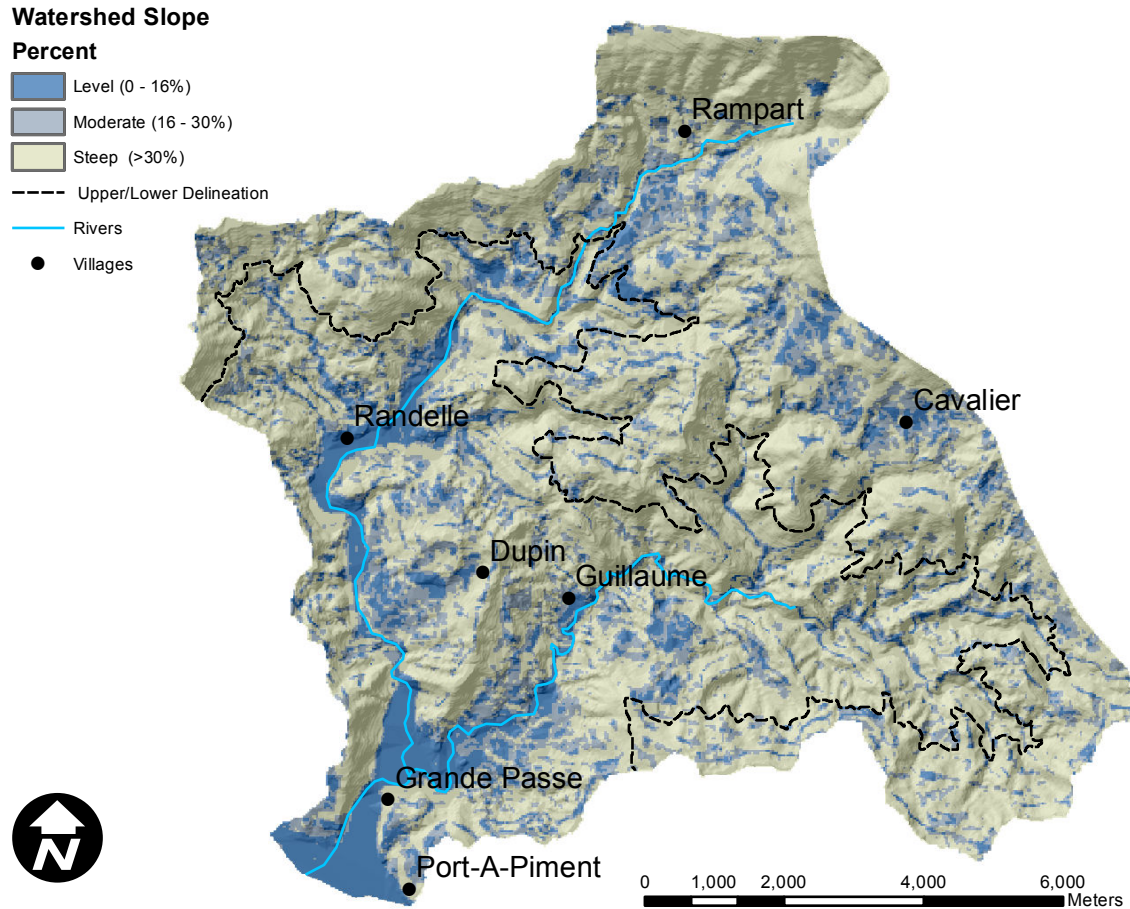 Watershed Slope
Percent
Level (0 - 16%)
Moderate (16 - 30%)
Steep (>30%)
Upper/Lower Delineation
Rivers
Villages
Rampart
Cavalier
Randelle
Dupin
Guillaume
Grande Passe
Port-A-Piment
N
0 1,000 2,000 4,000 6,000
Meters